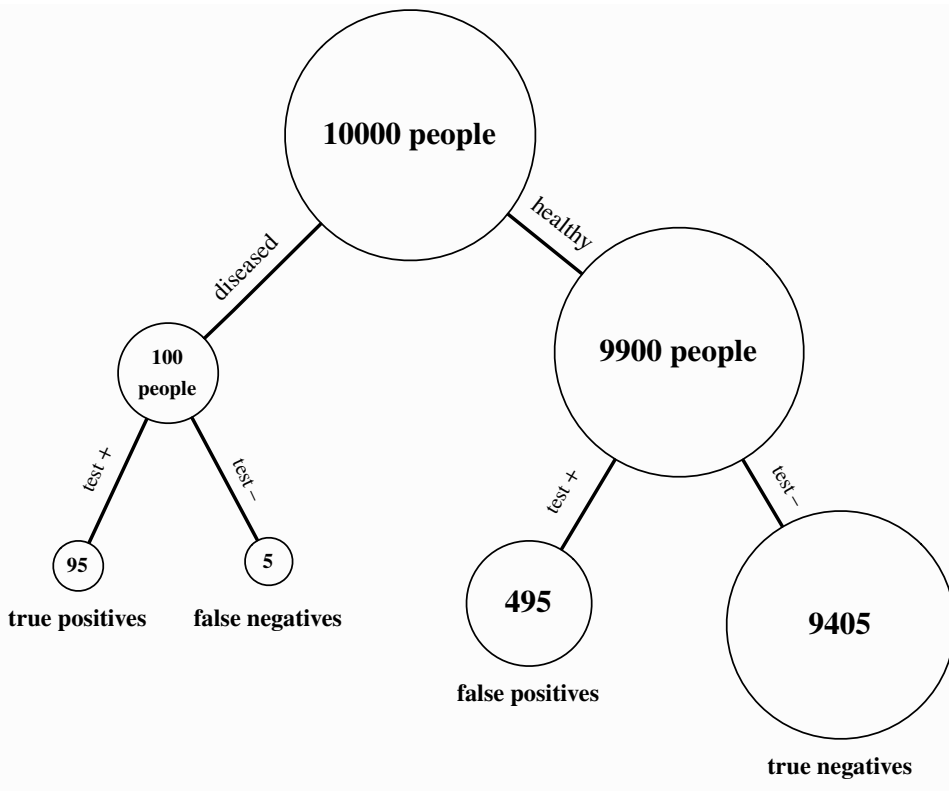 10000 people
diseased
healthy
100
people
9900 people
test +
test –
test +
test –
95
5
495
9405
true positives
false negatives
false positives
true negatives